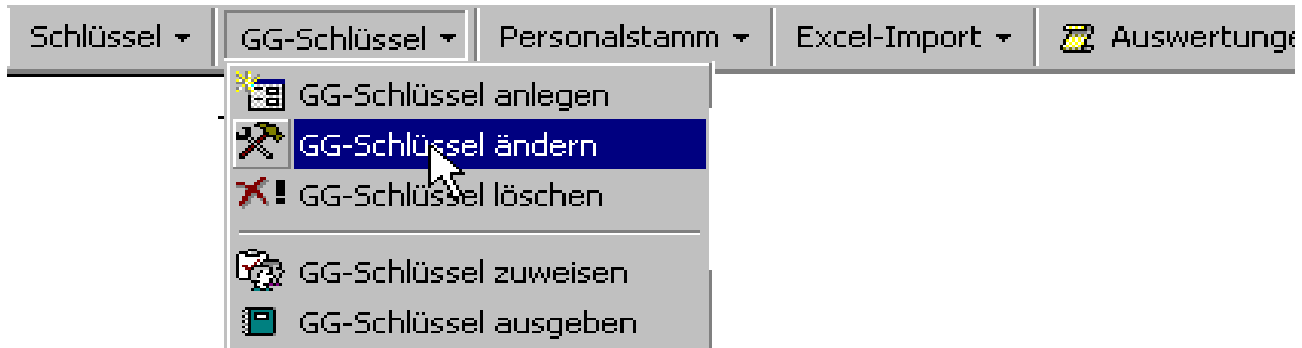 Schlüssel GG-Schlüssel Personalstamm Excel-Import Auswertunge
GG-Schlüssel anlegen
GG-Schlüssel ändern
GG-Schlüssel löschen
GG-Schlüssel zuweisen
GG-Schlüssel ausgeben